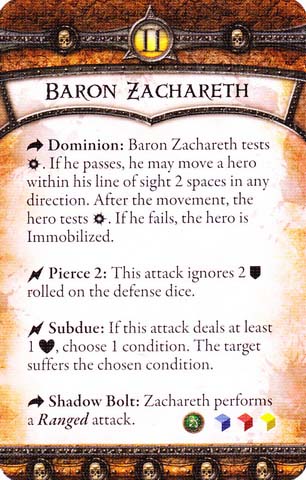 II
BARON ZACHARETH
Dominion: Baron Zachareth tests
. If he passes, he may move a hero
within his line of sight 2 spaces in any
direction. After the movement, the
hero tests . If he fails, the hero is
Immobilized.
Pierce 2: This attack ignores 2
rolled on the defense dice.
Subdue: If this attack deals at least
1 , choose 1 condition. The target
suffers the chosen condition.
Shadow Bolt: Zachareth performs
a Ranged attack.